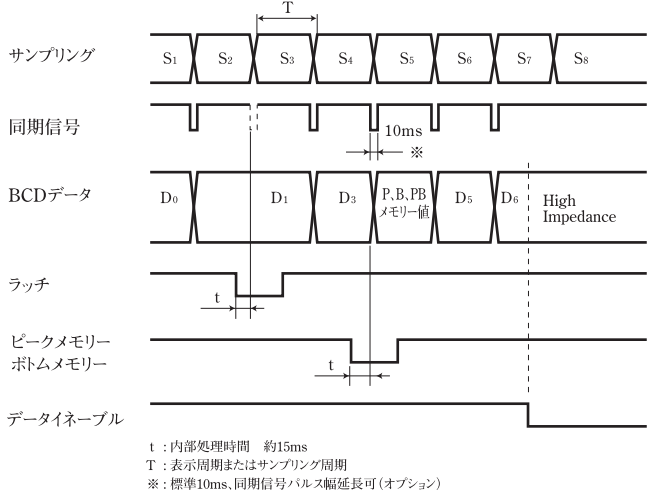 T
サンプリング S1 S2 S3 S4 S5 S6 S7 S8
同期信号
10ms
※
BCDデータ D0 D1 D3 P、B、PB メモリー値 D5 D6 High Impedance
ラッチ
t
ピークメモリー
ボトムメモリー
t
データイネーブル
t ：内部処理時間　約15ms
T ：表示周期またはサンプリング周期
※：標準10ms、同期信号パルス幅延長可（オプション）